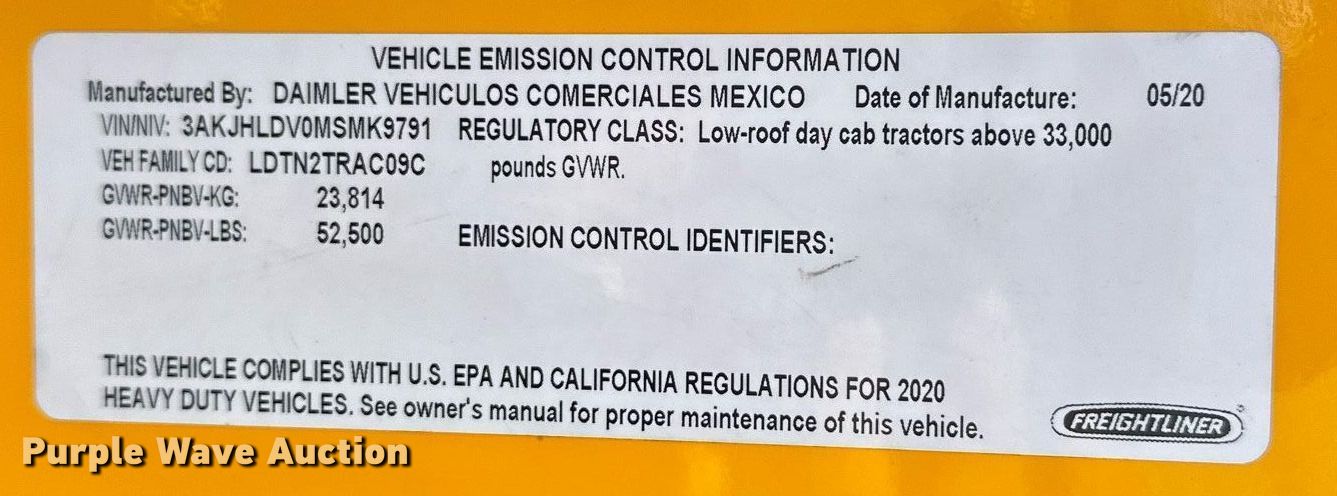 VEHICLE EMISSION CONTROL INFORMATION
Manufactured By: DAIMLER VEHICULOS COMERCIALES MEXICO Date of Manufacture: 05/20
VIN/NIV: 3AKJHLDV0MSMK9791 REGULATORY CLASS: Low-roof day cab tractors above 33,000
VEH FAMILY CD: LDTN2TRAC09C pounds GVWR.
GVWR-PNBV-KG: 23,814
GVWR-PNBV-LBS: 52,500 EMISSION CONTROL IDENTIFIERS:
THIS VEHICLE COMPLIES WITH U.S. EPA AND CALIFORNIA REGULATIONS FOR 2020
HEAVY DUTY VEHICLES. See owner's manual for proper maintenance of this vehicle.
FREIGHTLINER
Purple Wave Auction